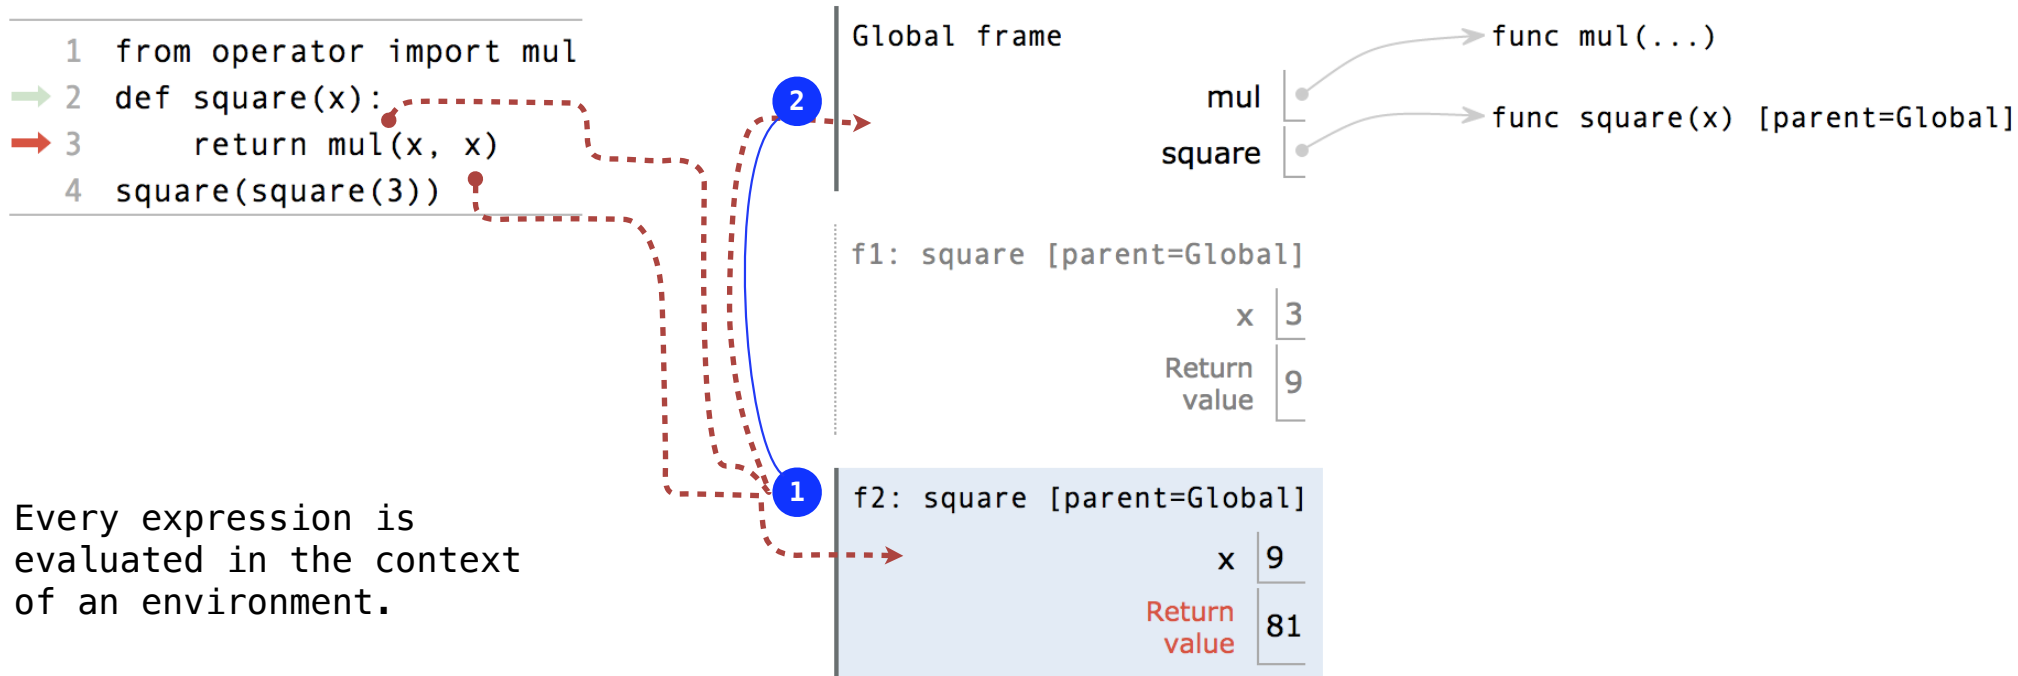 1 from operator import mul
2 def square(x):
3 return mul(x, x)
4 square(square(3))
Every expression is
evaluated in the context
of an environment.
2
1
Global frame
mul
square
func mul(...)
func square(x) [parent=Global]
f1: square [parent=Global]
x 3
Return
value 9
f2: square [parent=Global]
x 9
Return
value 81